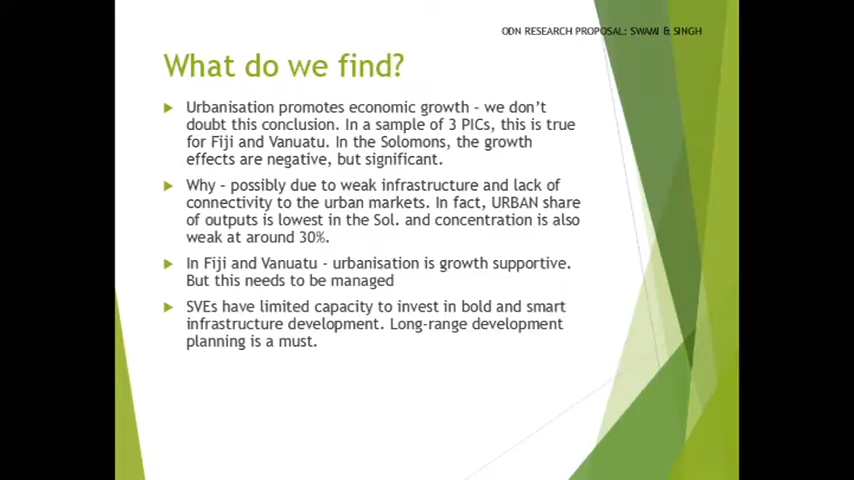 ODN RESEARCH PROPOSAL: SWAMI & SINGH
What do we find?
Urbanisation promotes economic growth – we don't
doubt this conclusion. In a sample of 3 PICs, this is true
for Fiji and Vanuatu. In the Solomons, the growth
effects are negative, but significant.
Why – possibly due to weak infrastructure and lack of
connectivity to the urban markets. In fact, URBAN share
of outputs is lowest in the Sol. and concentration is also
weak at around 30%.
In Fiji and Vanuatu - urbanisation is growth supportive.
But this needs to be managed
SVEs have limited capacity to invest in bold and smart
infrastructure development. Long-range development
planning is a must.